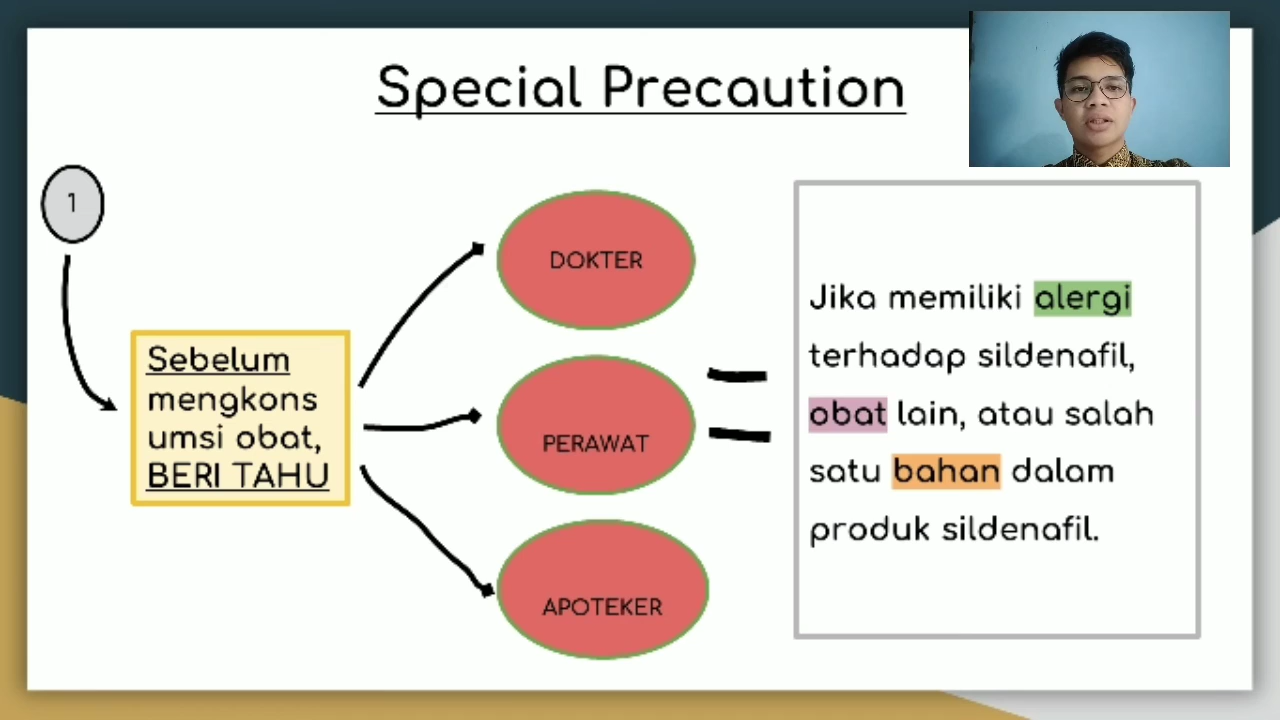 Special Precaution
1
Sebelum
mengkons
umsi obat,
BERI TAHU
DOKTER
PERAWAT
APOTEKER
Jika memiliki alergi
terhadap sildenafil,
obat lain, atau salah
satu bahan dalam
produk sildenafil.